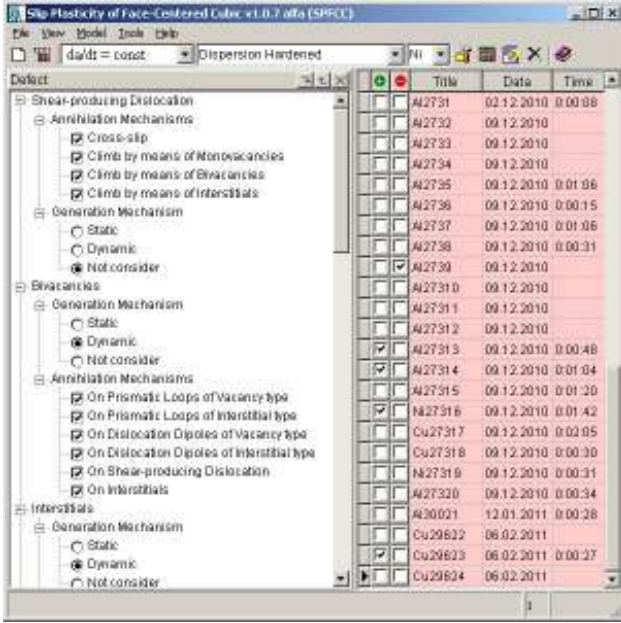 Slip Plasticity of Face-Centered Cubic v1.0.7 alfa (SPFCC)
File View Model Tools Help
da/dt = const Dispersion Hardened Ni
Defect
Shear-producing Dislocation
Annihilation Mechanisms
Cross-slip
Climb by means of Monovacancies
Climb by means of Bivacancies
Climb by means of Interstitials
Generation Mechanism
Static
Dynamic
Not consider
Bivacancies
Generation Mechanism
Static
Dynamic
Not consider
Annihilation Mechanisms
On Prismatic Loops of Vacancy type
On Prismatic Loops of Interstitial type
On Dislocation Dipoles of Vacancy type
On Dislocation Dipoles of Interstitial type
On Shear-producing Dislocation
On Interstitials
Interstitials
Generation Mechanism
Static
Dynamic
Not consider
Title Data Time
Al2731 02.12.2010 0:00:08
Al2732 09.12.2010
Al2733 09.12.2010
Al2734 09.12.2010
Al2735 09.12.2010 0:01:06
Al2736 09.12.2010 0:00:15
Al2737 09.12.2010 0:01:06
Al2738 09.12.2010 0:00:31
Al2739 09.12.2010
Al27310 09.12.2010
Al27311 09.12.2010
Al27312 09.12.2010
Al27313 09.12.2010 0:00:48
Al27314 09.12.2010 0:01:04
Al27315 09.12.2010 0:01:20
Ni27316 09.12.2010 0:01:42
Cu27317 09.12.2010 0:02:05
Cu27318 09.12.2010 0:00:30
Ni27319 09.12.2010 0:00:31
Al27320 09.12.2010 0:00:34
Al30021 12.01.2011 0:00:28
Cu29622 06.02.2011
Cu29623 06.02.2011 0:00:27
Cu29624 06.02.2011
1